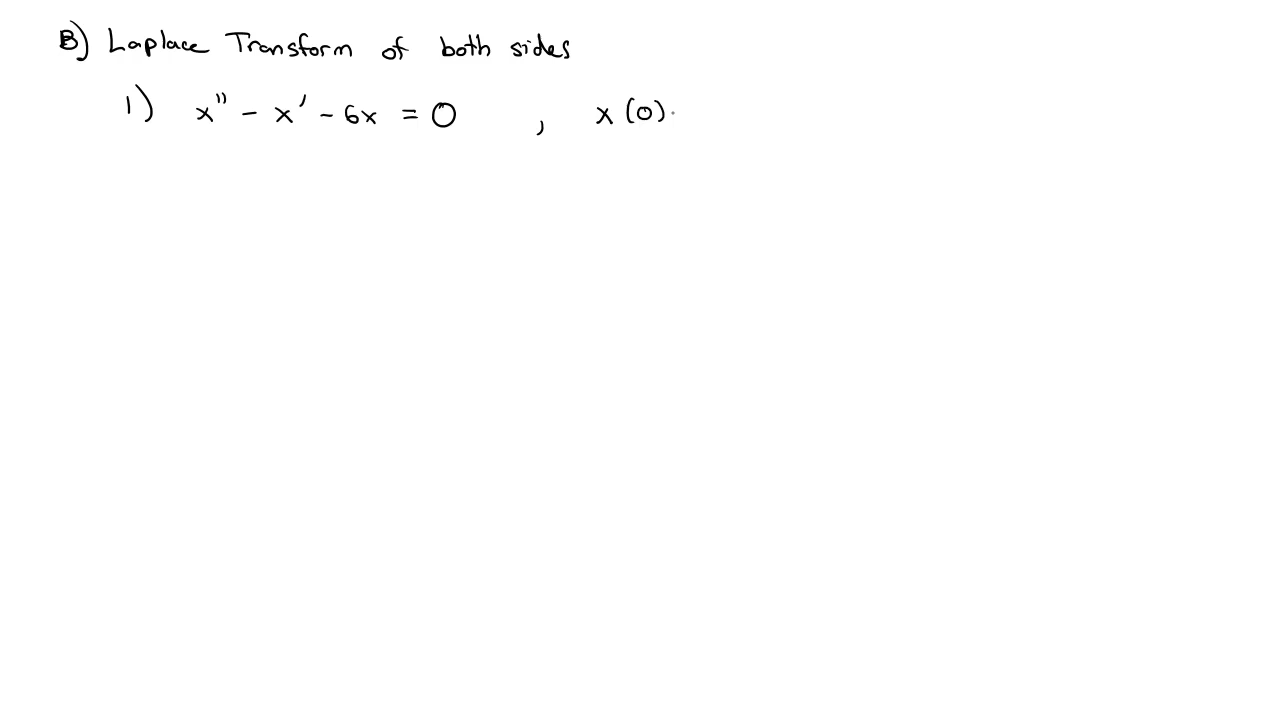 B) Laplace Transform of both sides
1) x'' - x' - 6x = 0 , x(0)